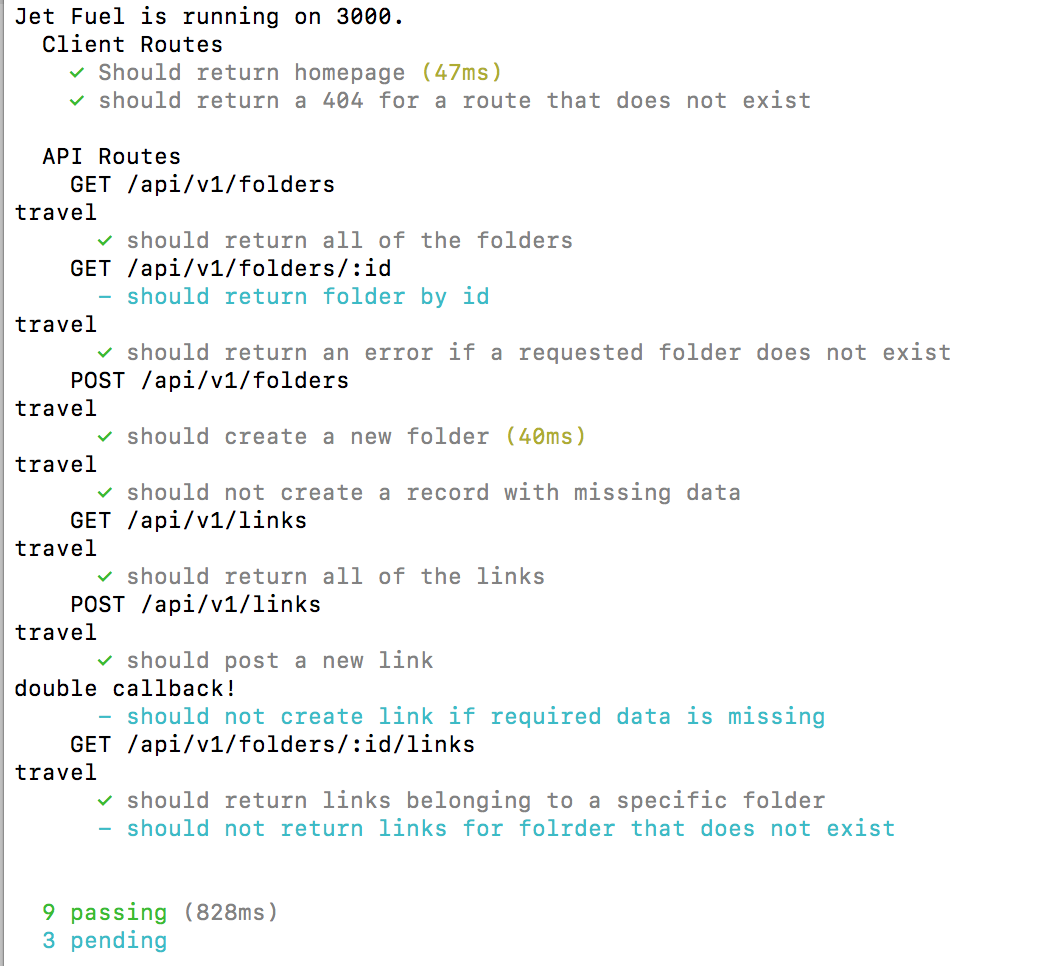 Jet Fuel is running on 3000.
Client Routes
✓ Should return homepage (47ms)
✓ should return a 404 for a route that does not exist
API Routes
GET /api/v1/folders
travel
✓ should return all of the folders
GET /api/v1/folders/:id
– should return folder by id
travel
✓ should return an error if a requested folder does not exist
POST /api/v1/folders
travel
✓ should create a new folder (40ms)
travel
✓ should not create a record with missing data
GET /api/v1/links
travel
✓ should return all of the links
POST /api/v1/links
travel
✓ should post a new link
double callback!
– should not create link if required data is missing
GET /api/v1/folders/:id/links
travel
✓ should return links belonging to a specific folder
– should not return links for folrder that does not exist
9 passing (828ms)
3 pending